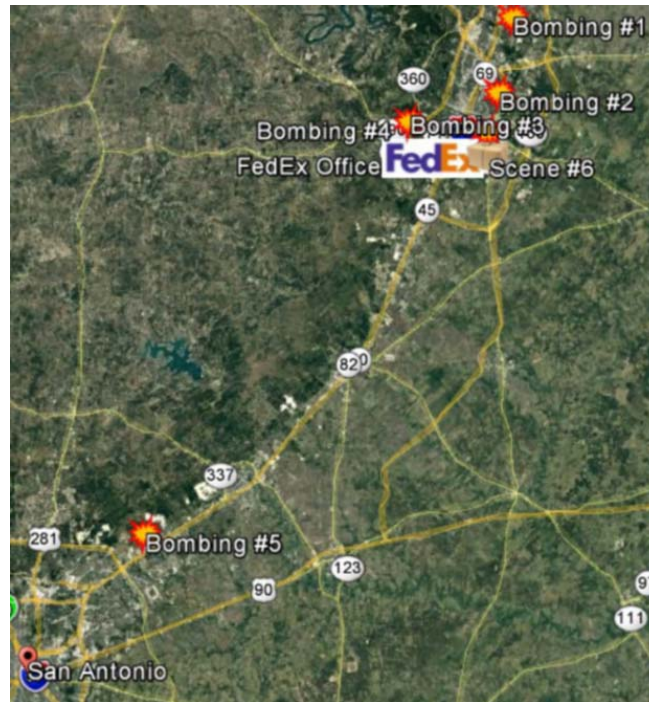 Bombing #1
360
69
Bombing #2
Bombing #4
Bombing #3
FedEx Office
FedEx
Scene #6
45
82
337
Bombing #5
281
123
90
111
San Antonio